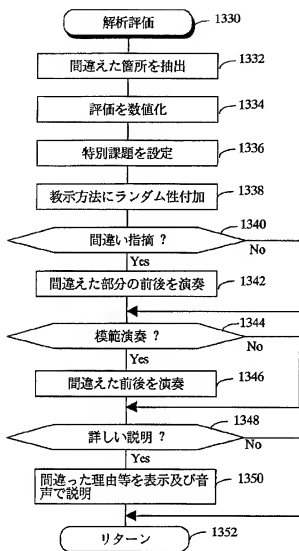 解析評価
1330
間違えた箇所を抽出
1332
評価を数値化
1334
特別課題を設定
1336
教示方法にランダム性付加
1338
間違い指摘？
1340
No
Yes
間違えた部分の前後を演奏
1342
模範演奏？
1344
No
Yes
間違えた前後を演奏
1346
詳しい説明？
1348
No
Yes
間違った理由等を表示及び音
声で説明
1350
リターン
1352